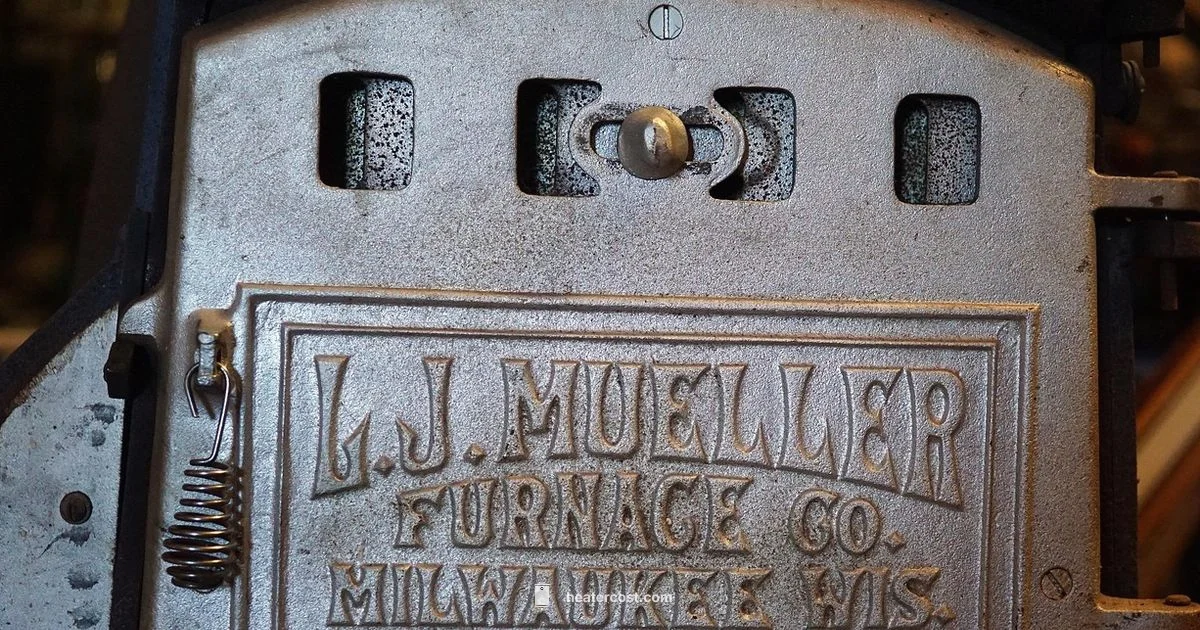 L.J. MUELLER
FURNACE CO.
MILWAUKEE WIS.
heatercost.com